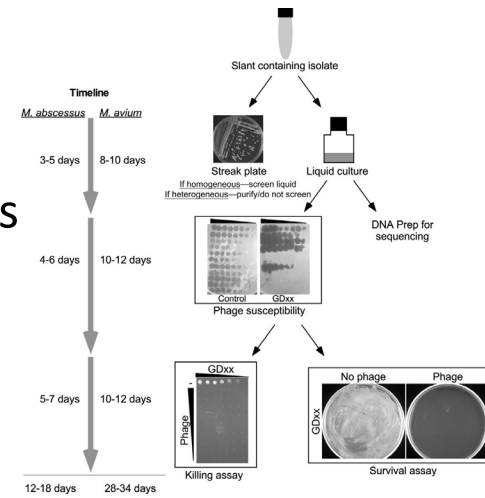 Slant containing isolate
Timeline
M. abscessus
M. avium
3-5 days
8-10 days
Streak plate
Liquid culture
If homogeneous—screen liquid
If heterogeneous—purify/do not screen
s
DNA Prep for
sequencing
4-6 days
10-12 days
Control
GDxx
Phage susceptibility
5-7 days
10-12 days
GDxx
-
Phage
Killing assay
No phage
Phage
GDxx
Survival assay
12-18 days
28-34 days